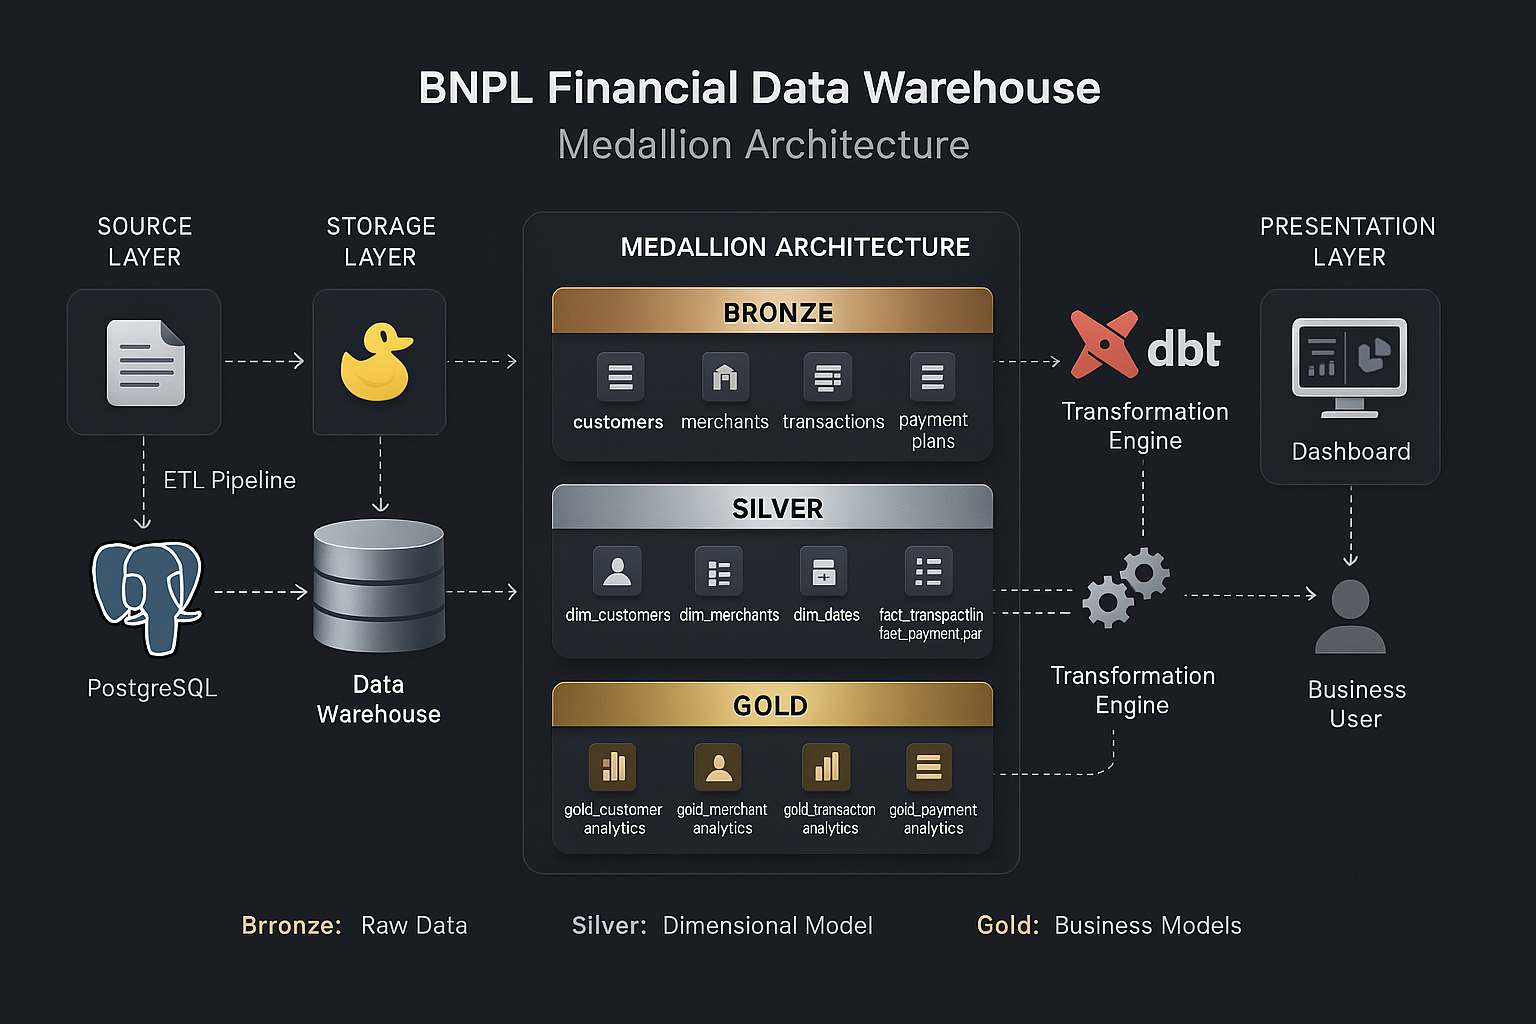 BNPL Financial Data Warehouse
Medallion Architecture
SOURCE
LAYER
STORAGE
LAYER
MEDALLION ARCHITECTURE
PRESENTATION
LAYER
BRONZE
customers
merchants
transactions
payment
plans
dbt
Transformation
Engine
Dashboard
ETL Pipeline
SILVER
dim_customers
dim_merchants
dim_dates
fact_transpactlin
faet_payment.par
PostgreSQL
Data
Warehouse
Transformation
Engine
Business
User
GOLD
gold_customer
analytics
goid_merchant
analytics
gold_transacton
analytics
goid_payment
analytics
Brronze: Raw Data
Silver: Dimensional Model
Gold: Business Models